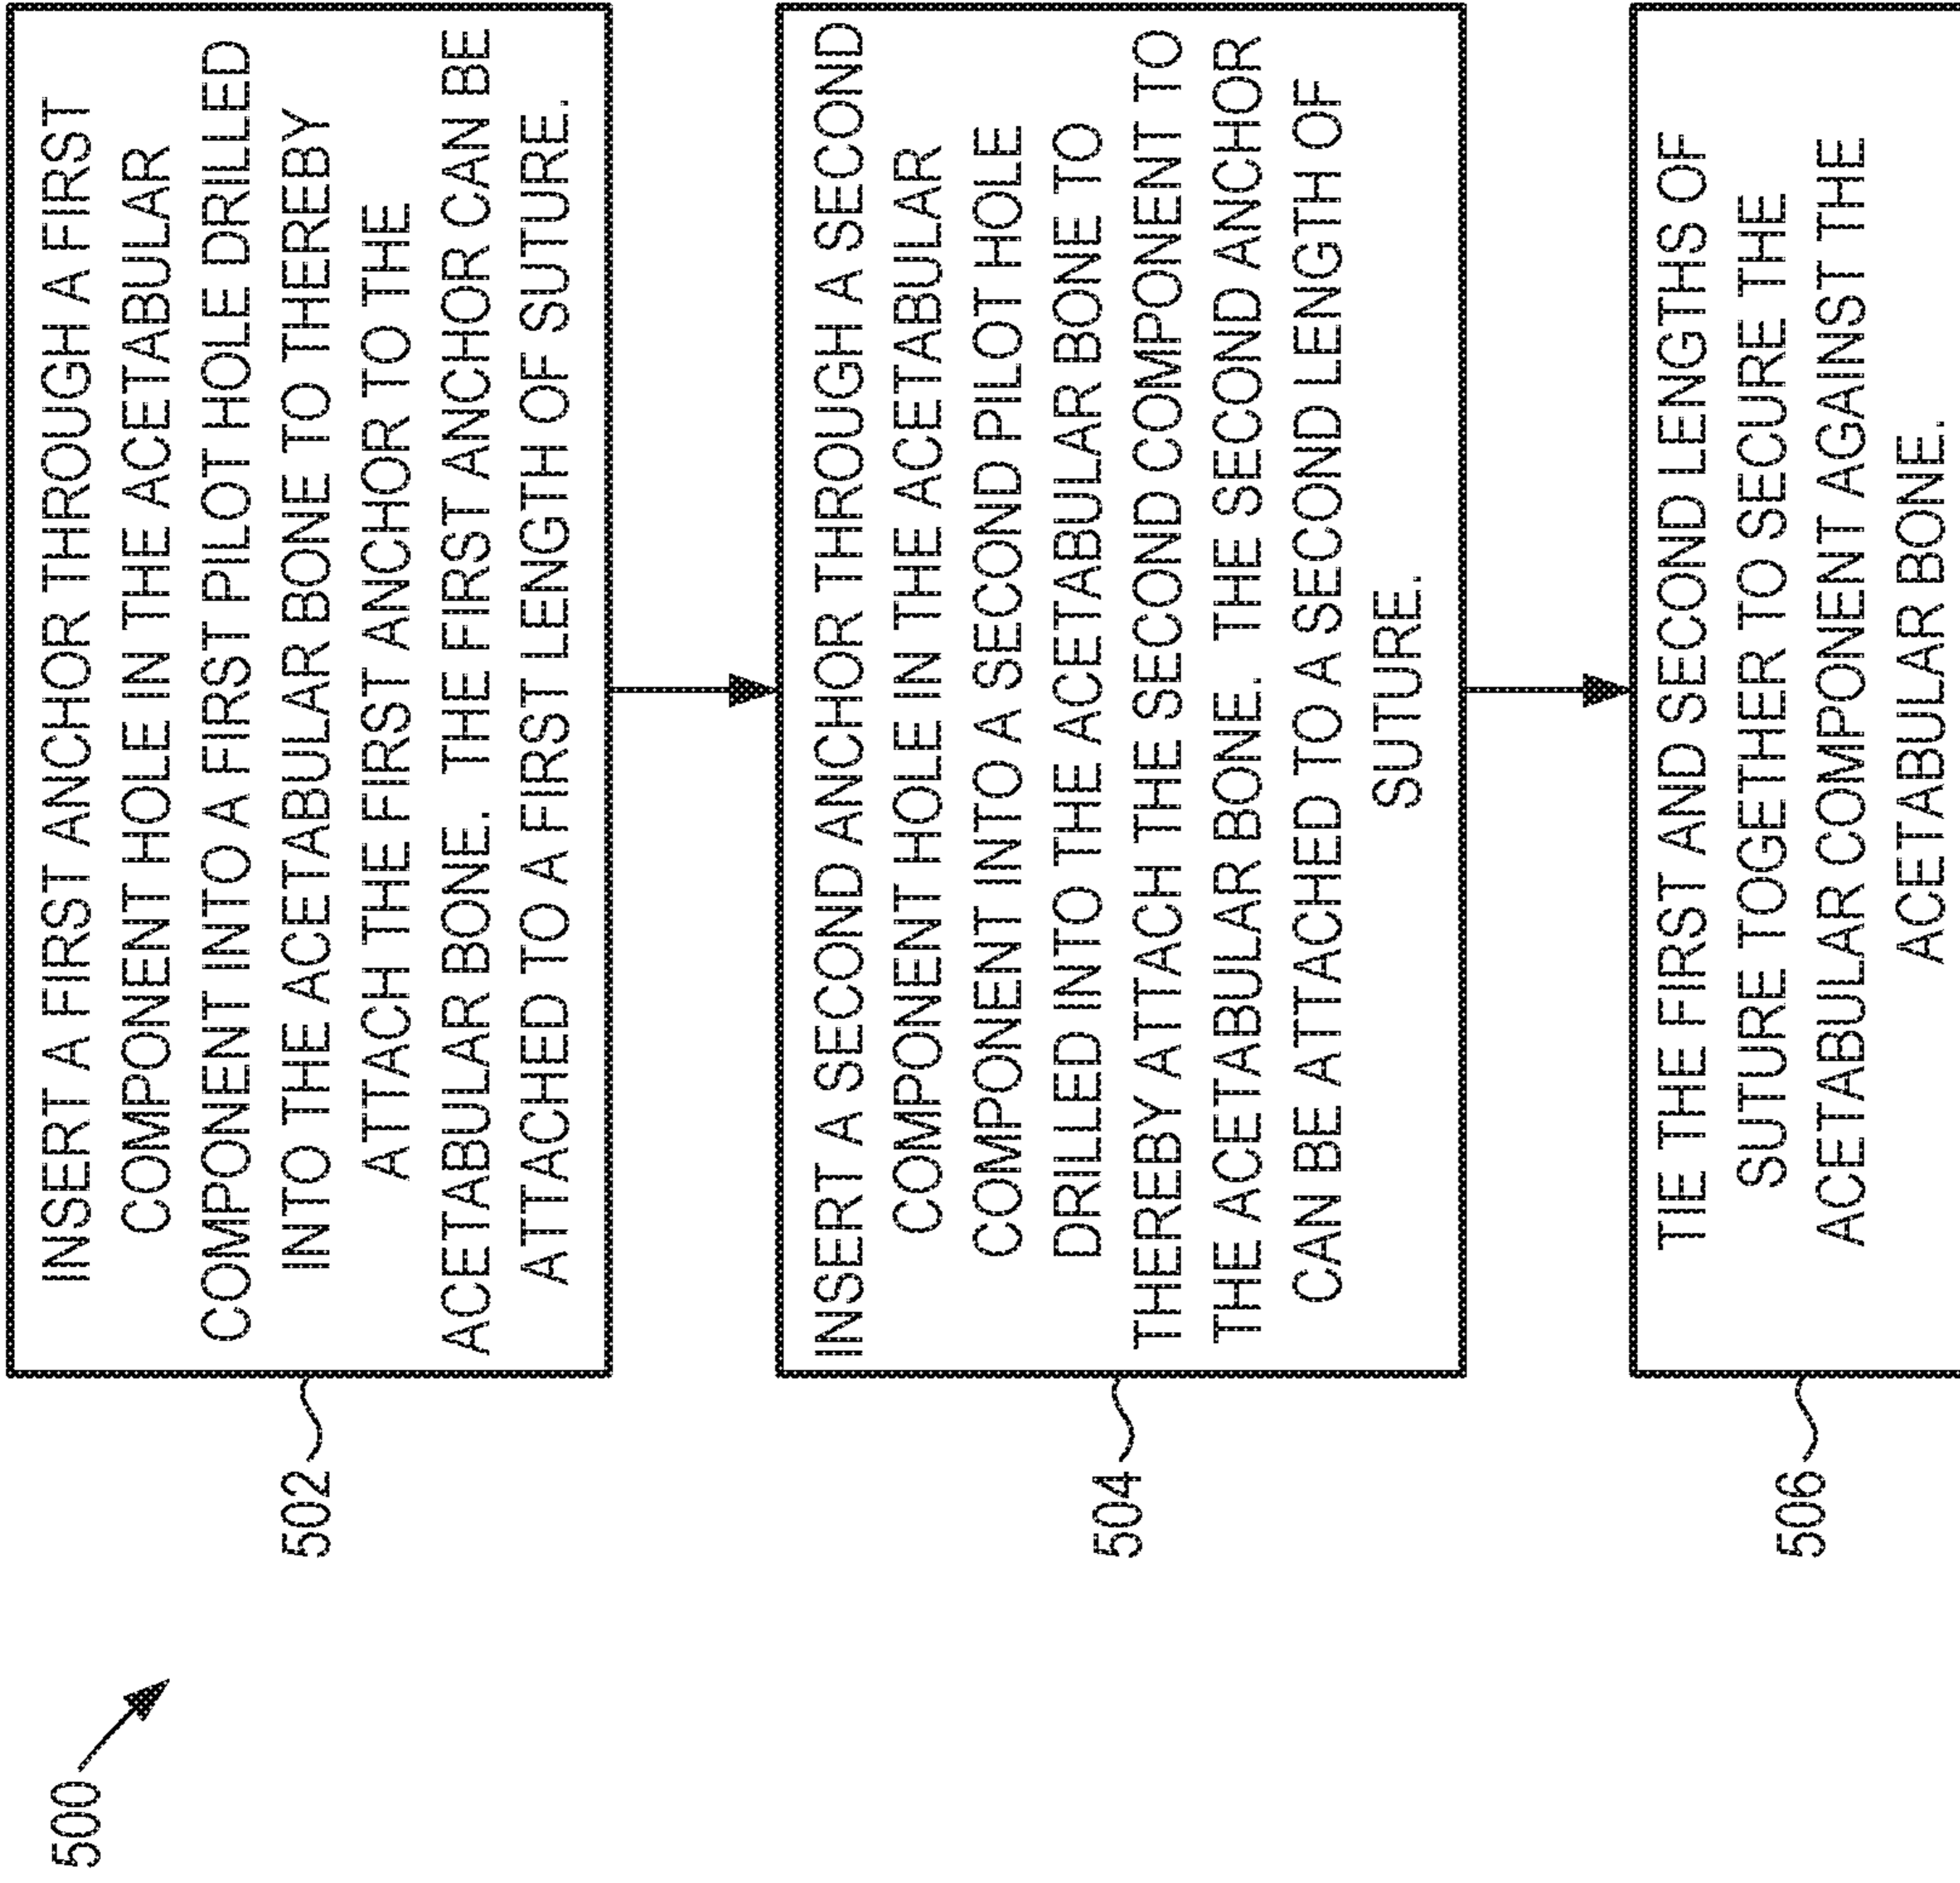 500
502
INSERT A FIRST ANCHOR THROUGH A FIRST
COMPONENT HOLE IN THE ACETABULAR
COMPONENT INTO A FIRST PILOT HOLE DRILLED
INTO THE ACETABULAR BONE TO THEREBY
ATTACH THE FIRST ANCHOR TO THE
ACETABULAR BONE. THE FIRST ANCHOR CAN BE
ATTACHED TO A FIRST LENGTH OF SUTURE.
504
INSERT A SECOND ANCHOR THROUGH A SECOND
COMPONENT HOLE IN THE ACETABULAR
COMPONENT INTO A SECOND PILOT HOLE
DRILLED INTO THE ACETABULAR BONE TO
THEREBY ATTACH THE SECOND COMPONENT TO
THE ACETABULAR BONE. THE SECOND ANCHOR
CAN BE ATTACHED TO A SECOND LENGTH OF
SUTURE.
506
TIE THE FIRST AND SECOND LENGTHS OF
SUTURE TOGETHER TO SECURE THE
ACETABULAR COMPONENT AGAINST THE
ACETABULAR BONE.